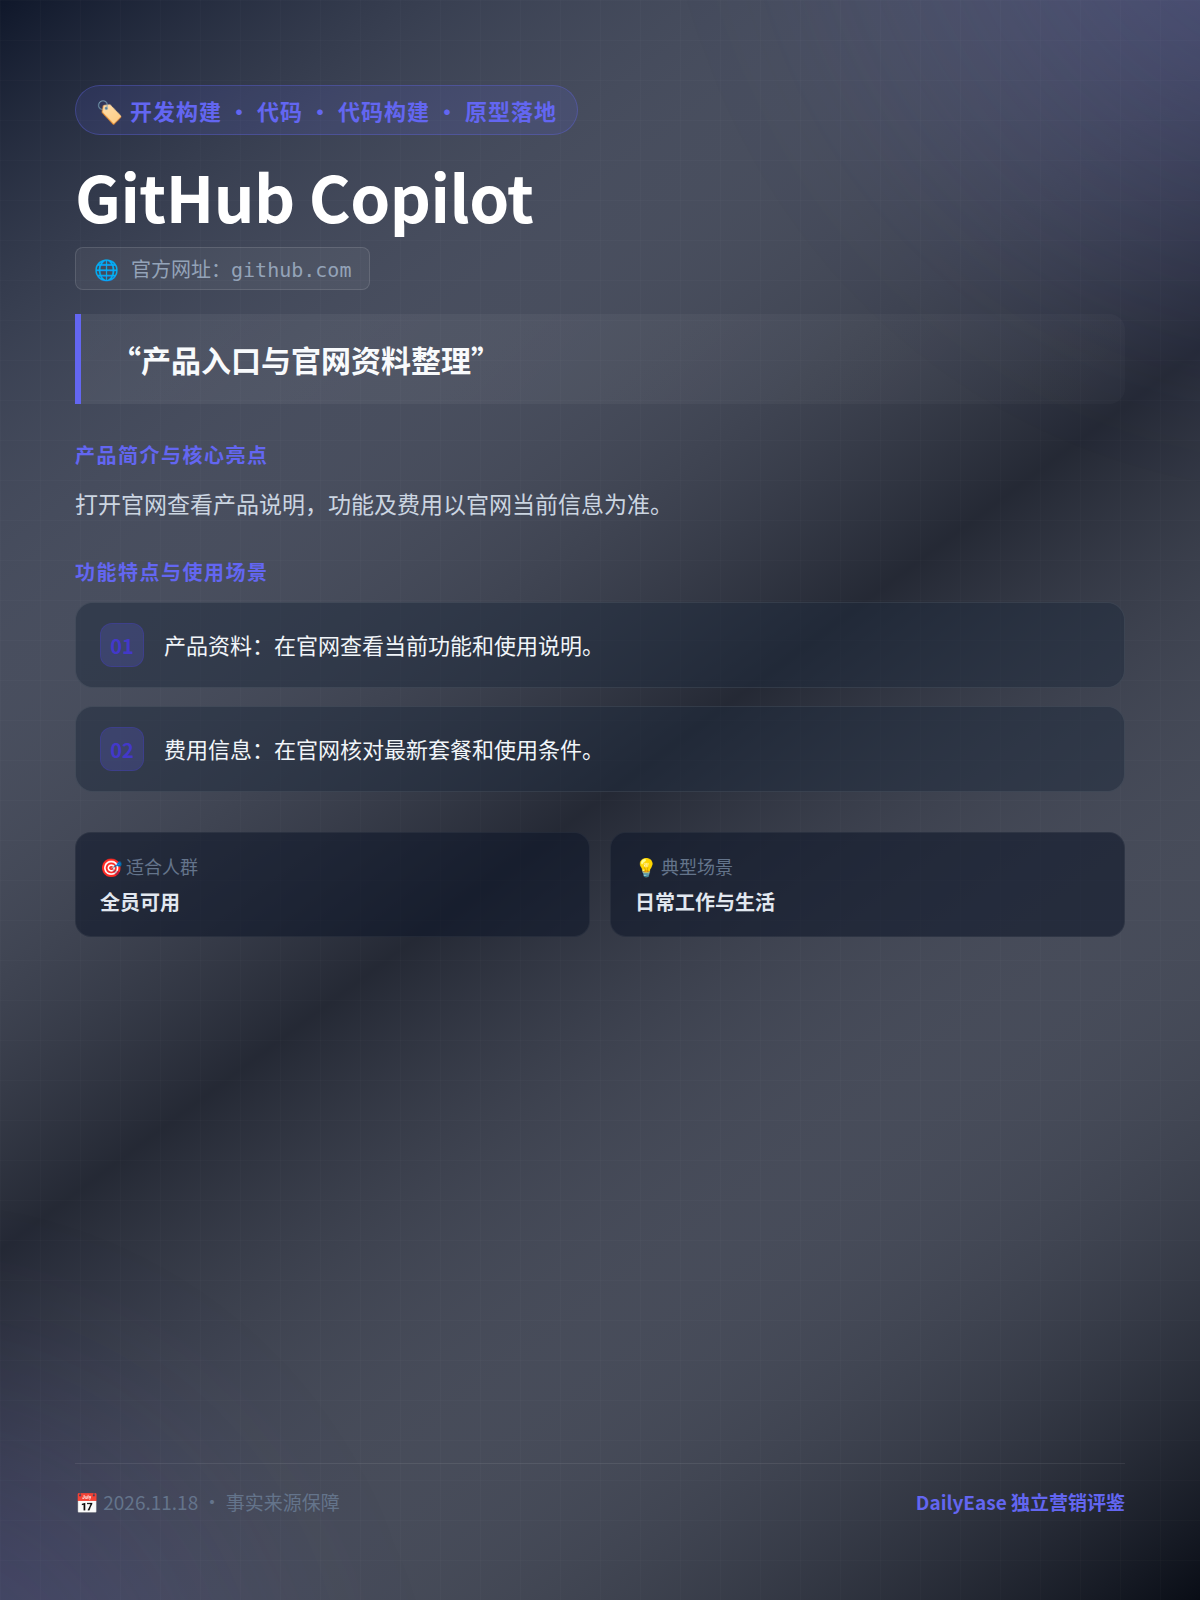 🏷️ 开发构建 · 代码 · 代码构建 · 原型落地
GitHub Copilot
🌐 官方网址：github.com
“产品入口与官网资料整理”
产品简介与核心亮点
打开官网查看产品说明，功能及费用以官网当前信息为准。
功能特点与使用场景
01 产品资料：在官网查看当前功能和使用说明。
02 费用信息：在官网核对最新套餐和使用条件。
🎯 适合人群
全员可用
💡 典型场景
日常工作与生活
📅 2026.11.18 · 事实来源保障
DailyEase 独立营销评鉴